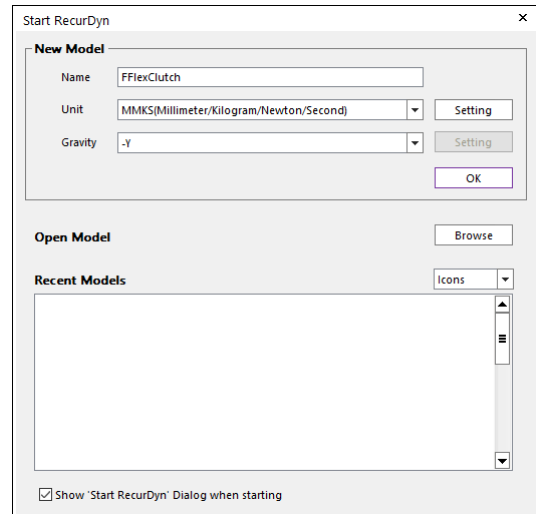 Start RecurDyn
New Model
Name FFlexClutch
Unit MMKS(Millimeter/Kilogram/Newton/Second) Setting
Gravity -Y Setting
OK
Open Model Browse
Recent Models Icons
Show 'Start RecurDyn' Dialog when starting